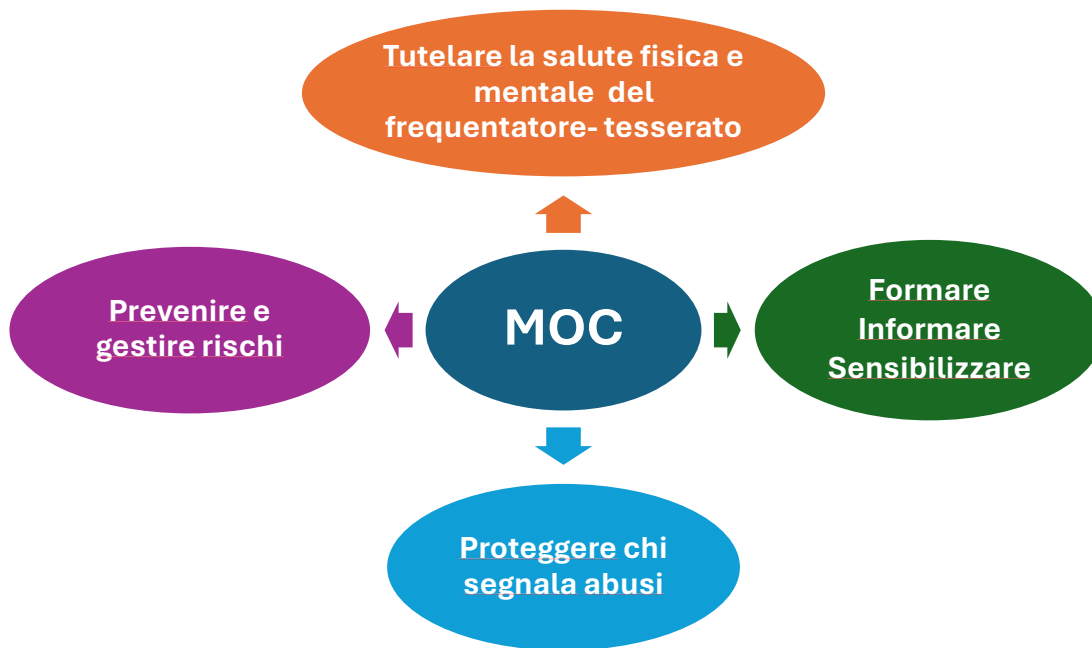 Tutelare la salute fisica e
mentale del
frequentatore- tesserato
Prevenire e
gestire rischi
MOC
Formare
Informare
Sensibilizzare
Proteggere chi
segnala abusi